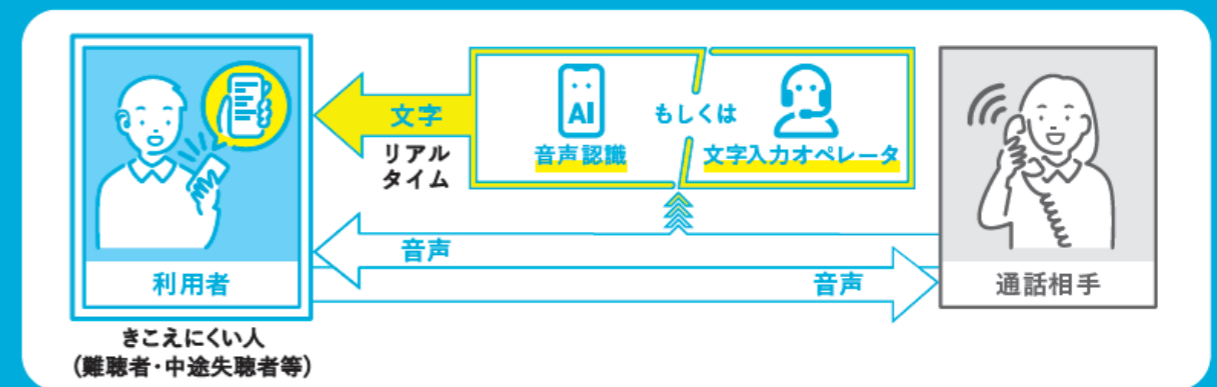 文字
リアル
タイム
AI
音声認識
もしくは
文字入力オペレータ
音声
音声
利用者
きこえにくい人
(難聴者・中途失聴者等)
通話相手